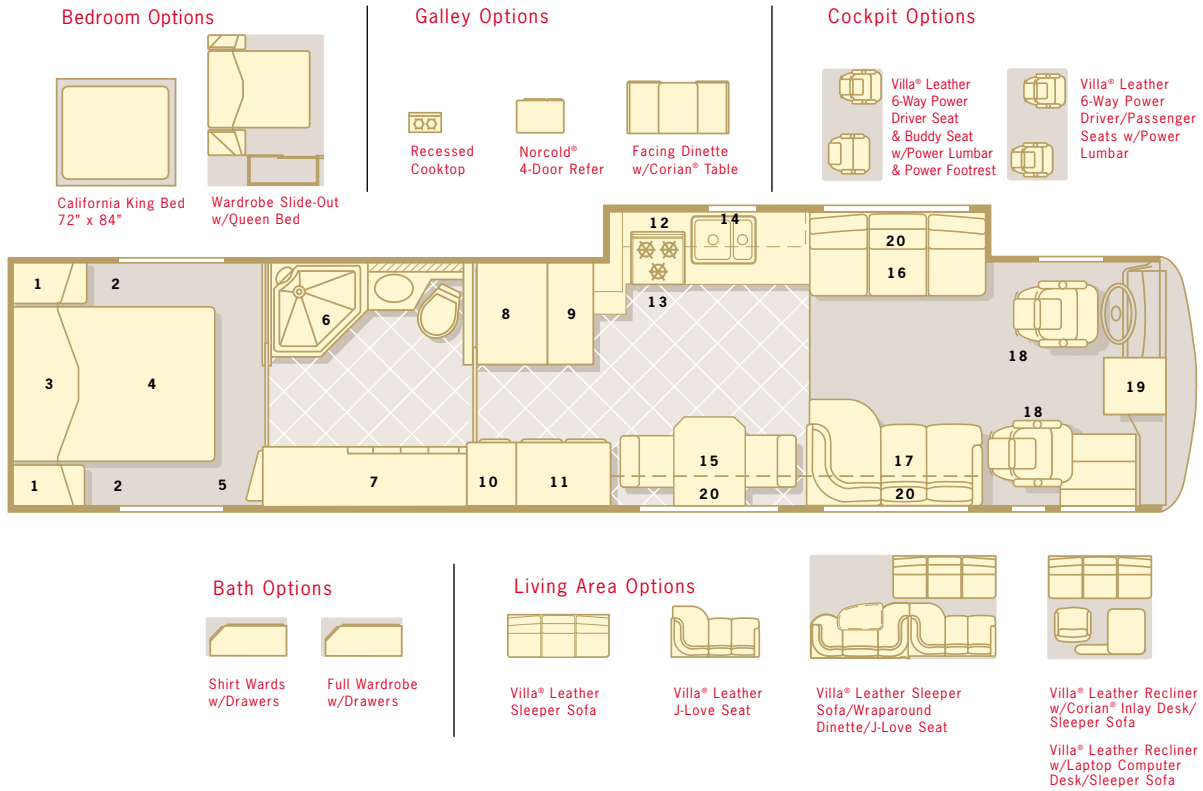 Bedroom Options
Galley Options
Cockpit Options
California King Bed
72" x 84"
Wardrobe Slide-Out
w/Queen Bed
Recessed
Cooktop
Norcold®
4-Door Refer
Facing Dinette
w/Corian® Table
Villa® Leather
6-Way Power
Driver Seat
& Buddy Seat
w/Power Lumbar
& Power Footrest
Villa® Leather
6-Way Power
Driver/Passenger
Seats w/Power
Lumbar
12
14
20
16
1
2
6
8
9
13
18
3
4
19
18
15
17
1
2
5
7
10
11
20
20
Bath Options
Shirt Wards
w/Drawers
Full Wardrobe
w/Drawers
Living Area Options
Villa® Leather
Sleeper Sofa
Villa® Leather
J-Love Seat
Villa® Leather Sleeper
Sofa/Wraparound
Dinette/J-Love Seat
Villa® Leather Recliner
w/Corian® Inlay Desk/
Sleeper Sofa
Villa® Leather Recliner
w/Laptop Computer
Desk/Sleeper Sofa